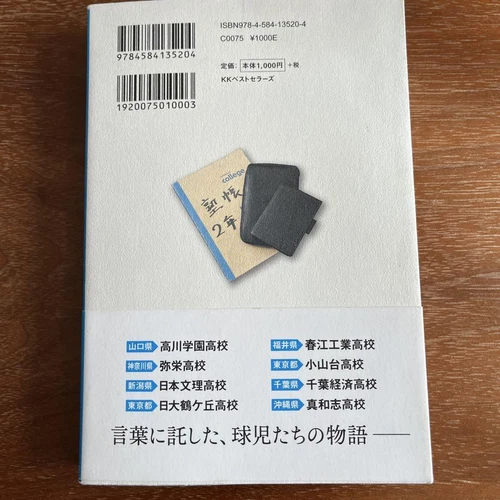 ISBN978-4-584-13520-4
C0075 ¥1000E
定価：本体1,000円+税
KKベストセラーズ
9784584135204
1920075010003
college
塾帳
2年
山口県 高川学園高校
神奈川県 弥栄高校
新潟県 日本文理高校
東京都 日大鶴ケ丘高校
福井県 春江工業高校
東京都 小山台高校
千葉県 千葉経済高校
沖縄県 真和志高校
言葉に託した、球児たちの物語――